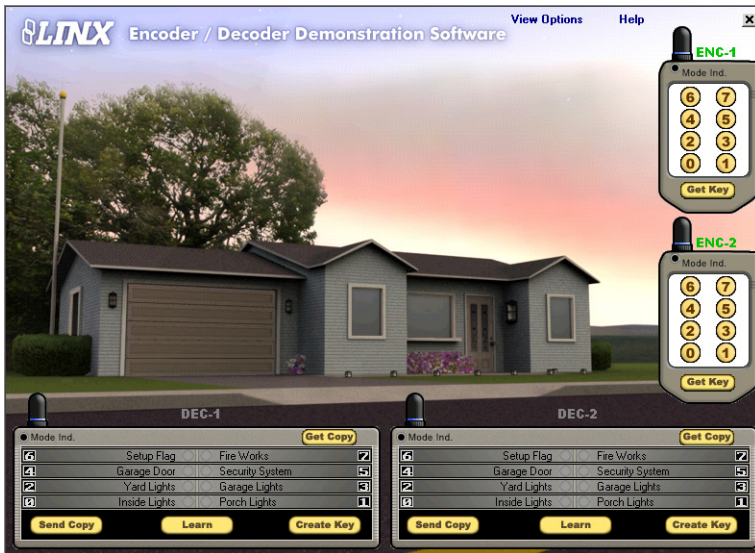 LINX Encoder / Decoder Demonstration Software
View Options Help X
ENC-1
Mode Ind.
6 7
4 5
2 3
0 1
Get Key
ENC-2
Mode Ind.
6 7
4 5
2 3
0 1
Get Key
DEC-1
Mode Ind. Get Copy
6 Setup Flag Fire Works 7
4 Garage Door Security System 5
2 Yard Lights Garage Lights 3
0 Inside Lights Porch Lights 1
Send Copy Learn Create Key
DEC-2
Mode Ind. Get Copy
6 Setup Flag Fire Works 7
4 Garage Door Security System 5
2 Yard Lights Garage Lights 3
0 Inside Lights Porch Lights 1
Send Copy Learn Create Key